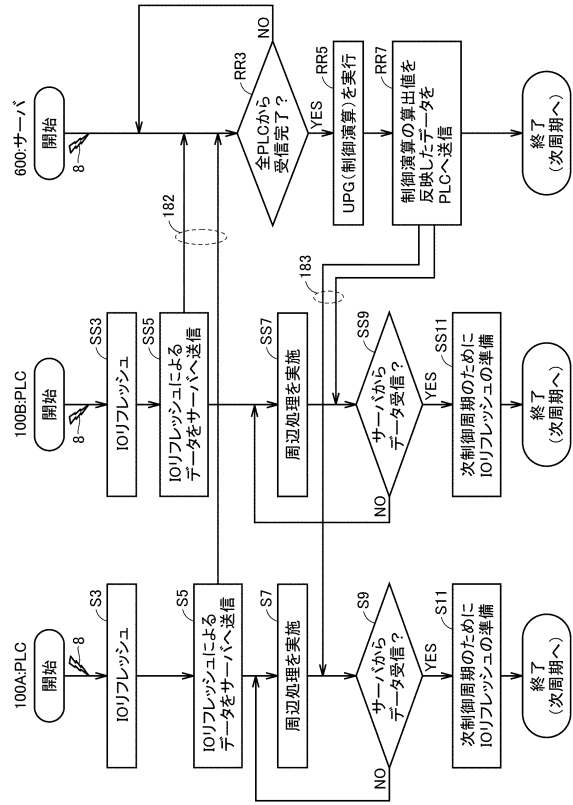 100A:PLC
開始
8
S3
IOリフレッシュ
S5
IOリフレッシュによる
データをサーバへ送信
S7
周辺処理を実施
S9
サーバから
データ受信？
NO
YES
S11
次制御周期のために
IOリフレッシュの準備
終了
（次周期へ）
100B:PLC
開始
8
SS3
IOリフレッシュ
SS5
IOリフレッシュによる
データをサーバへ送信
SS7
周辺処理を実施
SS9
サーバから
データ受信？
NO
YES
SS11
次制御周期のために
IOリフレッシュの準備
終了
（次周期へ）
182
183
600:サーバ
開始
8
RR3
全PLCから
受信完了？
NO
YES
RR5
UPG（制御演算）を実行
RR7
制御演算の算出値を
反映したデータを
PLCへ送信
終了
（次周期へ）